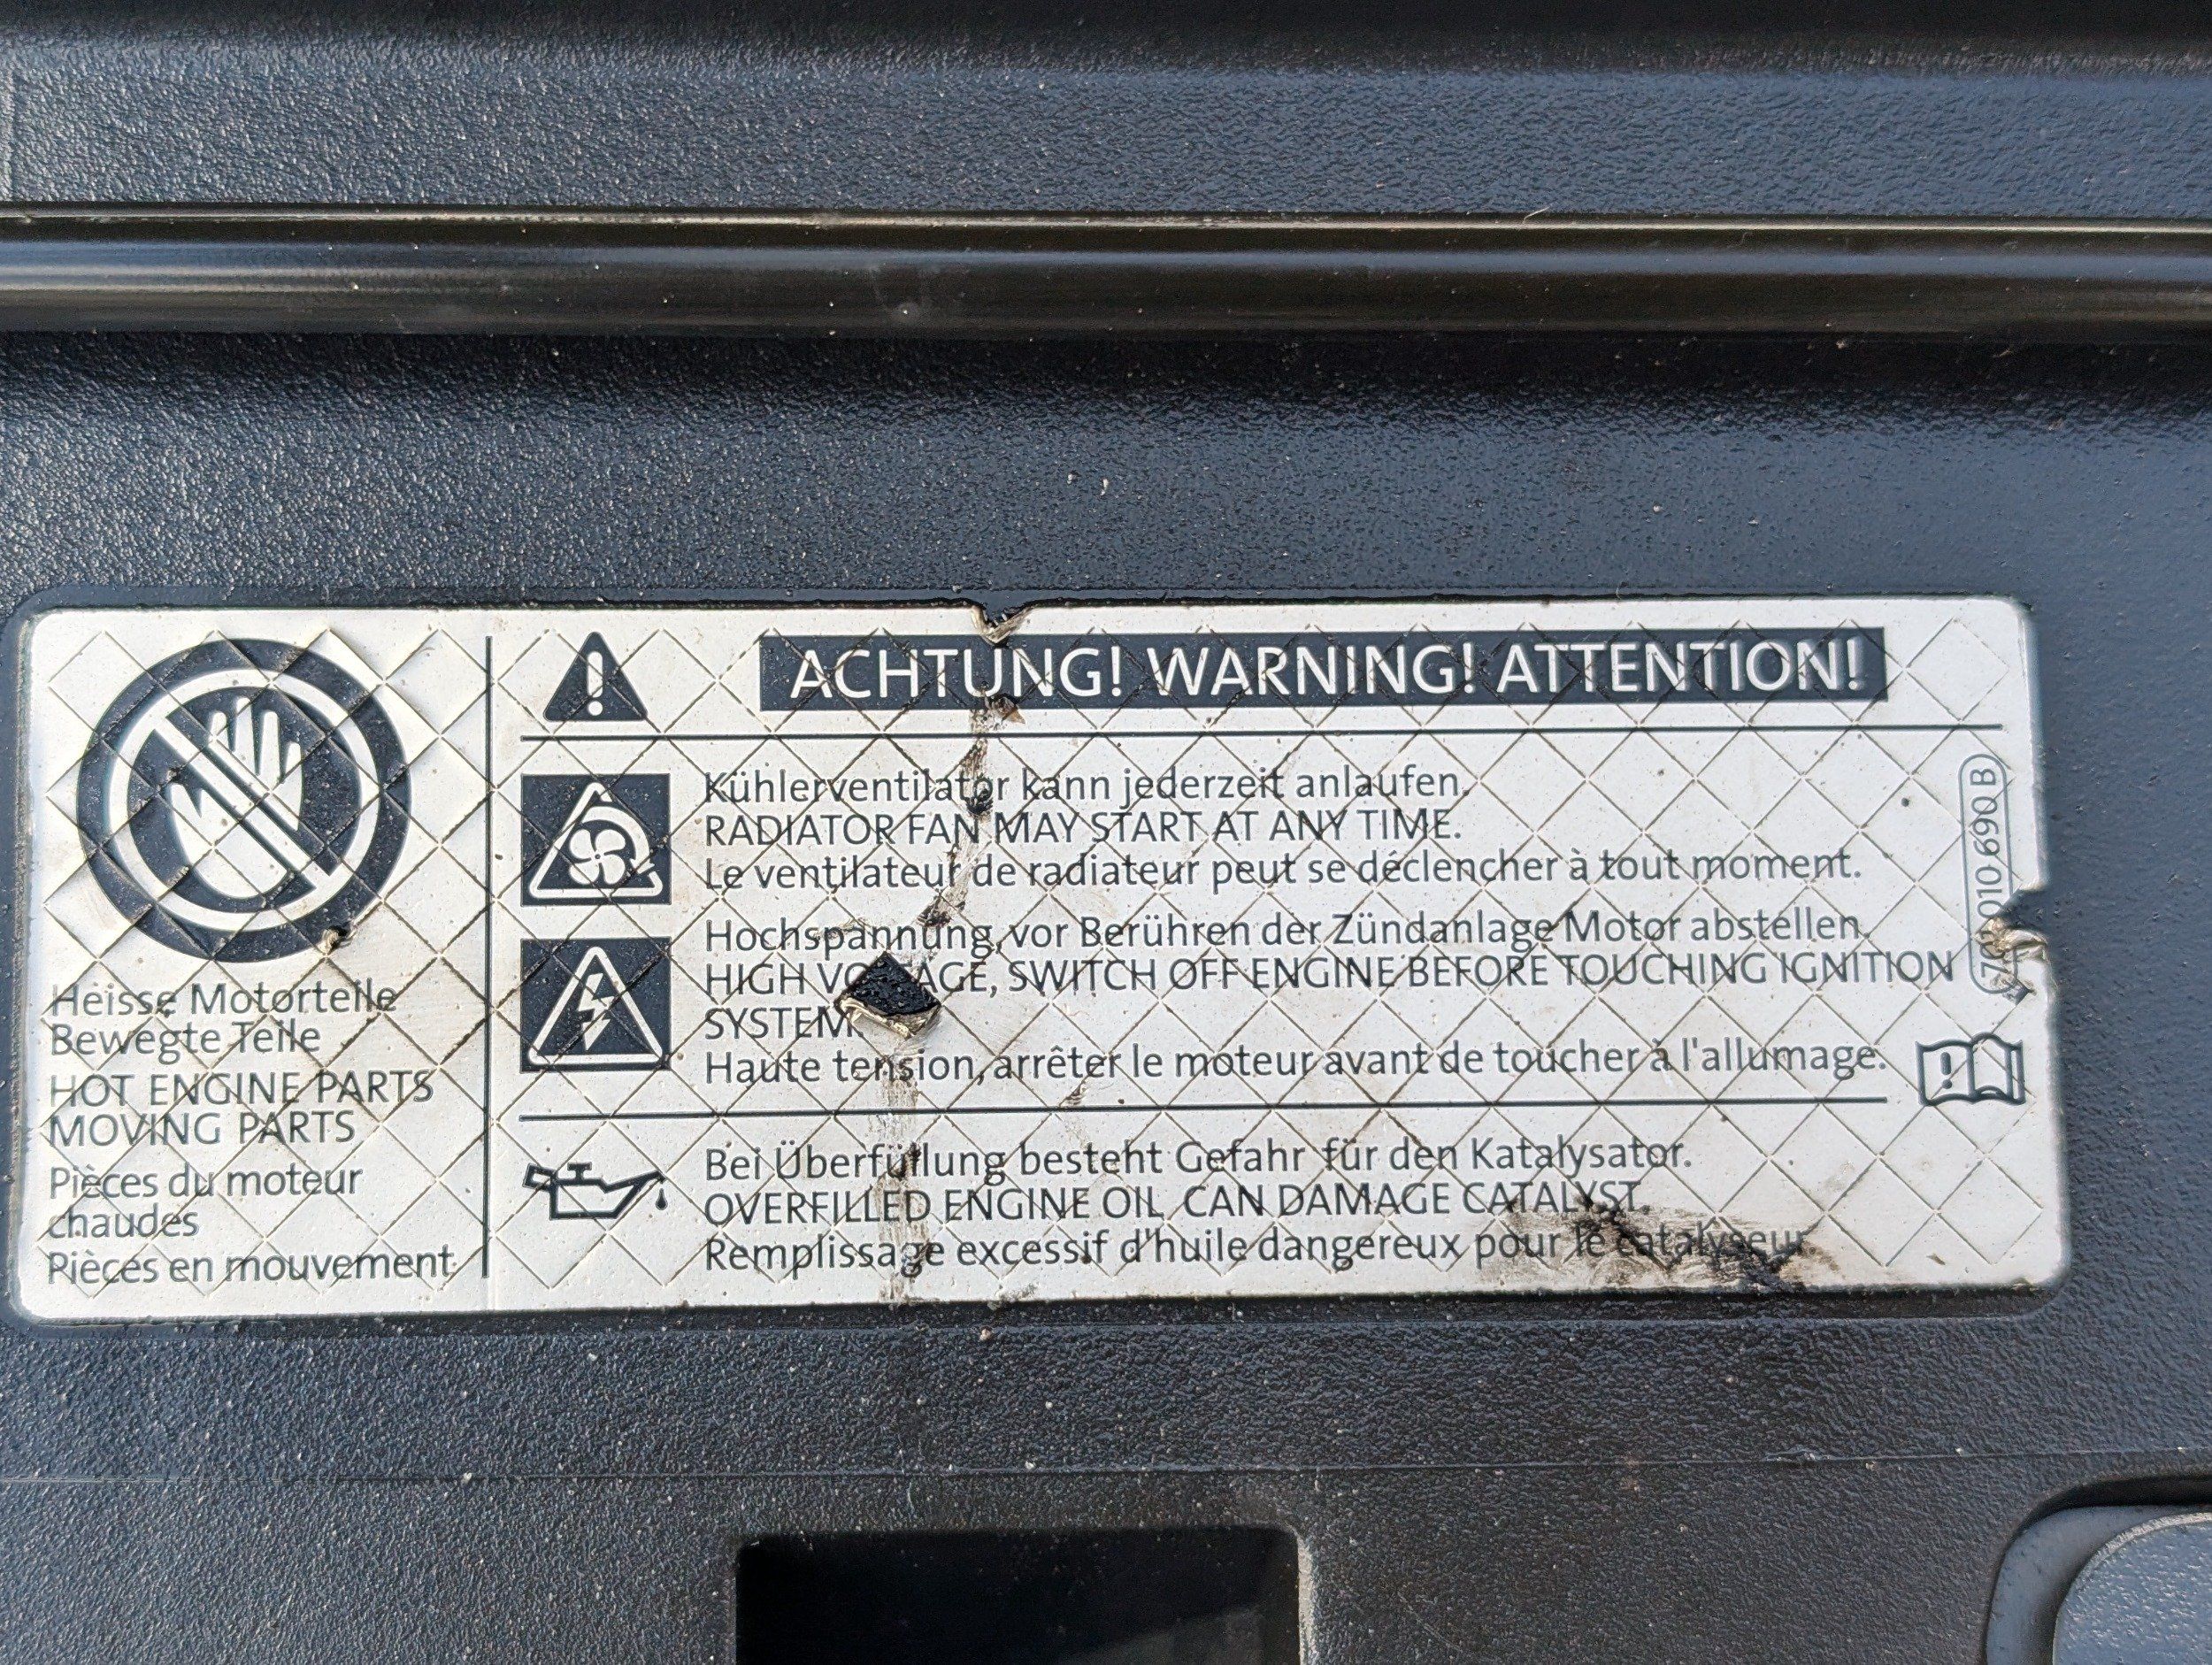 ACHTUNG! WARNING! ATTENTION!
Kühlerventilator kann jederzeit anlaufen.
RADIATOR FAN MAY START AT ANY TIME.
Le ventilateur de radiateur peut se déclencher à tout moment.
Hochspannung, vor Berühren der Zündanlage Motor abstellen.
HIGH AGE, SWITCH OFF ENGINE BEFORE TOUCHING IGNITION
SYSTEM.
Haute tension, arrêter le moteur avant de toucher à l'allumage.
Bei Überfüllung besteht Gefahr für den Katalysator.
OVERFILLED ENGINE OIL CAN DAMAGE CATALYST.
Remplissage excessif d'huile dangereux pour le catalyseur.
Heisse Motorteile
Bewegte Teile
HOT ENGINE PARTS
MOVING PARTS
Pièces du moteur
chaudes
Pièces en mouvement
010 690 B